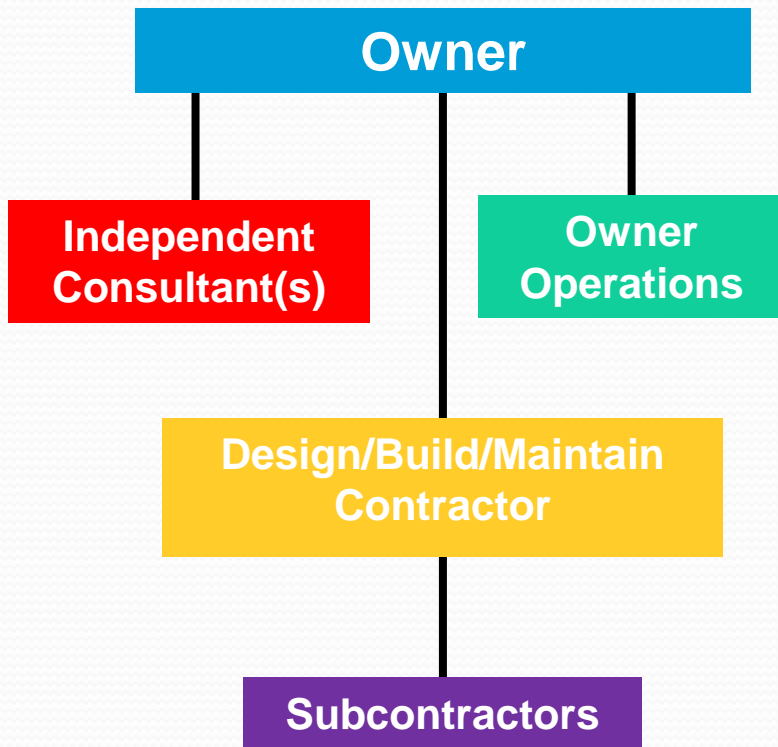 Owner
Independent
Consultant(s)
Owner
Operations
Design/Build/Maintain
Contractor
Subcontractors